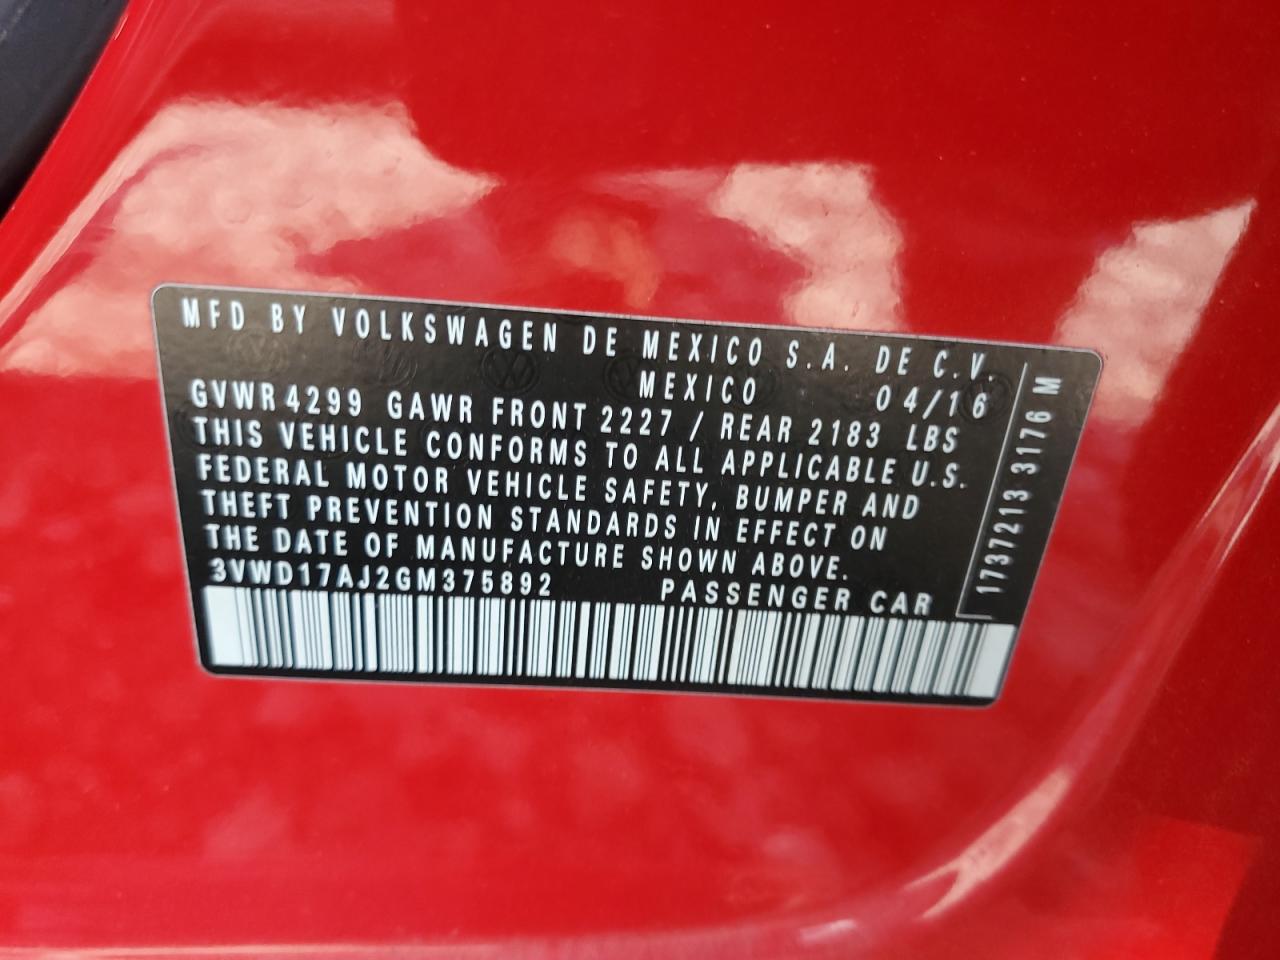 MFD BY VOLKSWAGEN DE MEXICO S.A. DE C.V.
MEXICO 04/16
GVWR 4299 GAWR FRONT 2227 / REAR 2183 LBS
THIS VEHICLE CONFORMS TO ALL APPLICABLE U.S.
FEDERAL MOTOR VEHICLE SAFETY, BUMPER AND
THEFT PREVENTION STANDARDS IN EFFECT ON
THE DATE OF MANUFACTURE SHOWN ABOVE.
3VWD17AJ2GM375892 PASSENGER CAR
1737213 3176 M